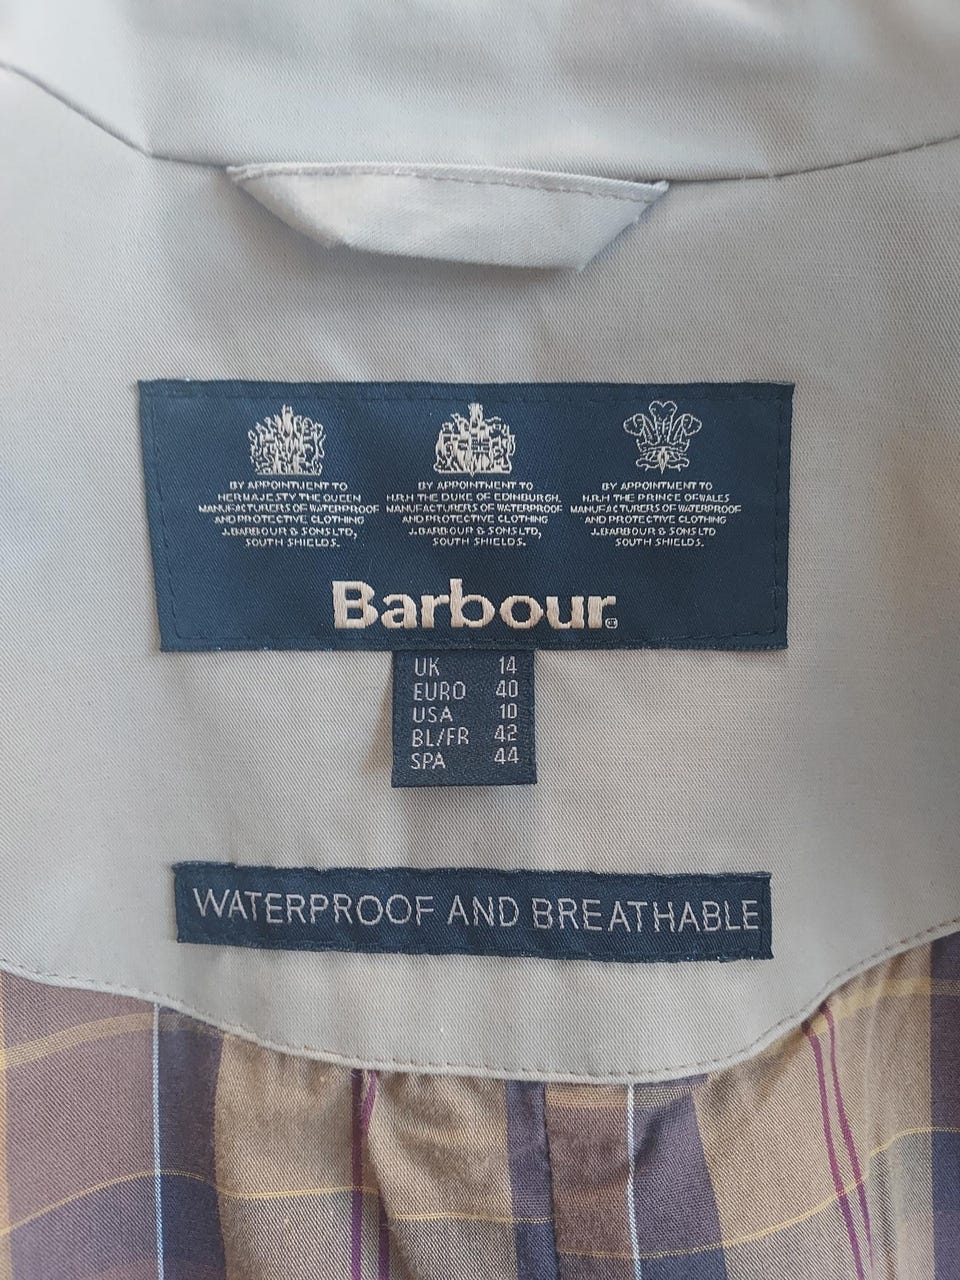 BY APPOINTMENT TO
HER MAJESTY THE QUEEN
MANUFACTURERS OF WATERPROOF
AND PROTECTIVE CLOTHING
J.BARBOUR & SONS LTD,
SOUTH SHIELDS.
BY APPOINTMENT TO
H.R.H THE DUKE OF EDINBURGH.
MANUFACTURERS OF WATERPROOF
AND PROTECTIVE CLOTHING
J.BARBOUR & SONS LTD,
SOUTH SHIELDS.
BY APPOINTMENT TO
H.R.H THE PRINCE OF WALES
MANUFACTURERS OF WATERPROOF
AND PROTECTIVE CLOTHING
J.BARBOUR & SONS LTD,
SOUTH SHIELDS.
Barbour®
UK 14
EURO 40
USA 10
BL/FR 42
SPA 44
WATERPROOF AND BREATHABLE